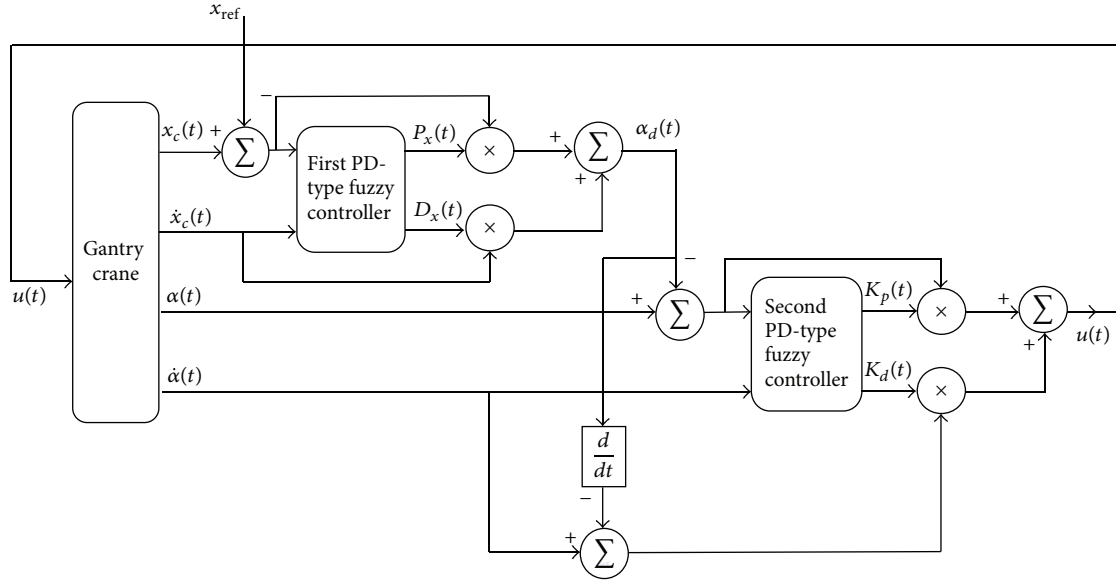 x_ref
−
x_c(t)
+
∑
First PD-
type fuzzy
controller
P_x(t)
×
+
∑
α_d(t)
+
ẋ_c(t)
D_x(t)
×
Gantry
crane
u(t)
α(t)
−
+
∑
Second
PD-type
fuzzy
controller
K_p(t)
×
+
∑
u(t)
+
α̇(t)
K_d(t)
×
d
dt
−
+
∑